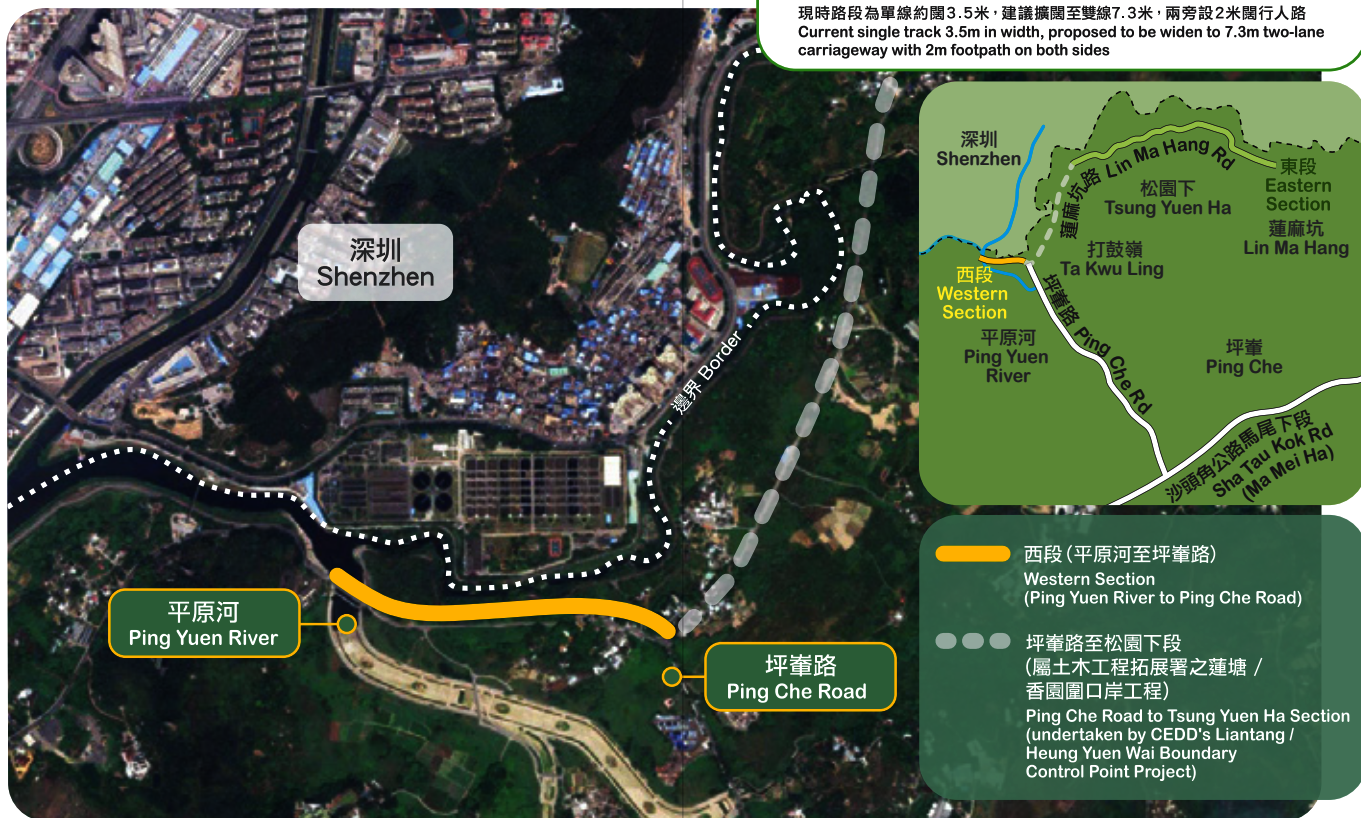 現時路段為單線約闊3.5米，建議擴闊至雙線7.3米，兩旁設2米闊行人路
Current single track 3.5m in width, proposed to be widen to 7.3m two-lane
carriageway with 2m footpath on both sides
深圳
Shenzhen
邊界 Border
平原河
Ping Yuen River
坪輋路
Ping Che Road
深圳
Shenzhen
蓮麻坑路 Lin Ma Hang Rd
東段
Eastern
Section
松園下
Tsung Yuen Ha
蓮麻坑
Lin Ma Hang
打鼓嶺
Ta Kwu Ling
西段
Western
Section
坪輋路 Ping Che Rd
平原河
Ping Yuen
River
坪輋
Ping Che
沙頭角公路馬尾下段
Sha Tau Kok Rd
(Ma Mei Ha)
西段 (平原河至坪輋路)
Western Section
(Ping Yuen River to Ping Che Road)
坪輋路至松園下段
(屬土木工程拓展署之蓮塘 /
香園圍口岸工程)
Ping Che Road to Tsung Yuen Ha Section
(undertaken by CEDD's Liantang /
Heung Yuen Wai Boundary
Control Point Project)